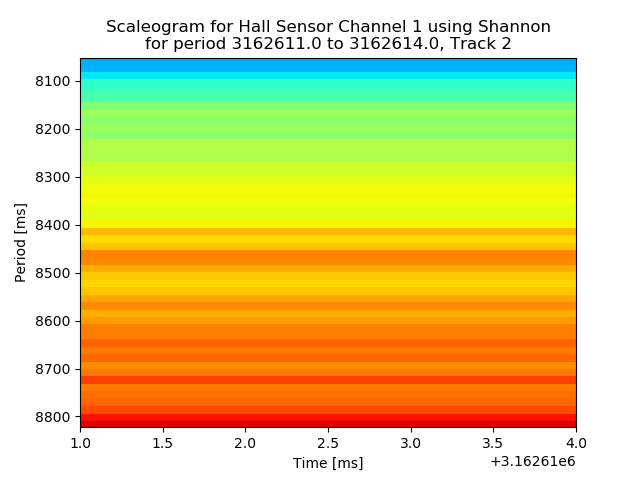 Scaleogram for Hall Sensor Channel 1 using Shannon
for period 3162611.0 to 3162614.0, Track 2
8100
8200
8300
8400
8500
8600
8700
8800
Period [ms]
1.0 1.5 2.0 2.5 3.0 3.5 4.0
Time [ms]
+3.16261e6